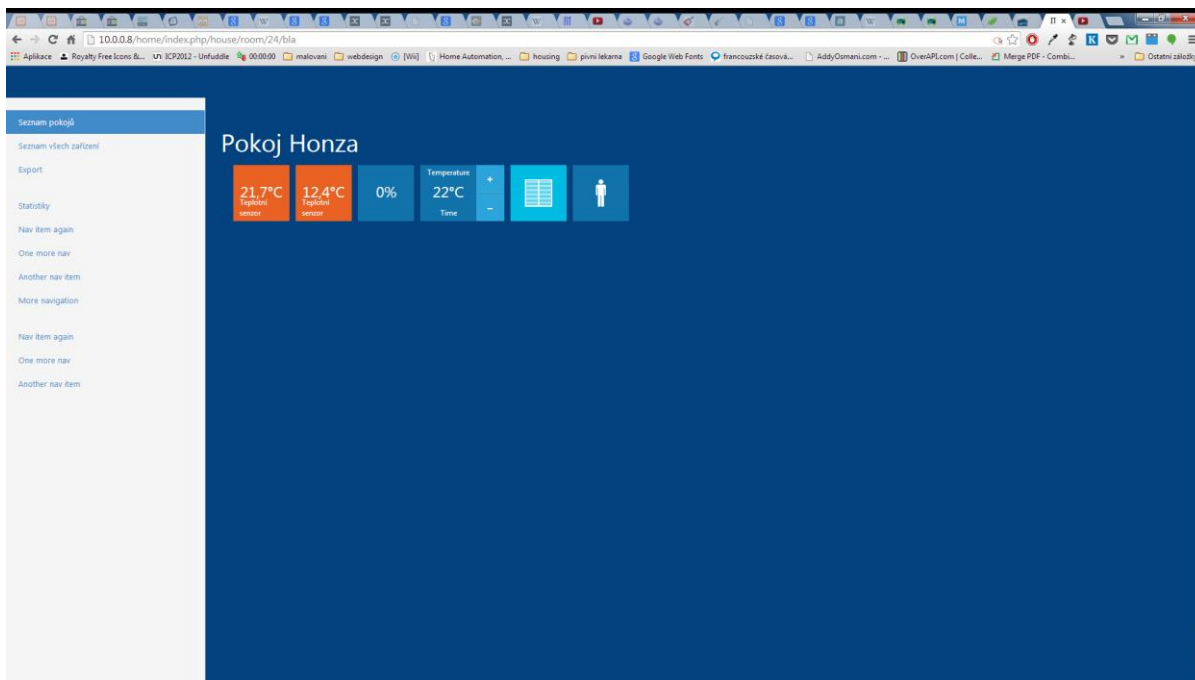 10.0.0.8/home/index.php/house/room/24/bla
Aplikace Royalty Free Icons &... ICP2012 - Unfuddle 00:00:00 malovani webdesign [Wii] Home Automation, ... housing pivni lekarna Google Web Fonts francouzské časová... AddyOsmani.com - ... OverAPI.com | Colle... Merge PDF - Combi... » Ostatní záložky
Seznam pokojů
Seznam všech zařízení
Export
Statistiky
Nav item again
One more nav
Another nav item
More navigation
Nav item again
One more nav
Another nav item
Pokoj Honza
21,7°C
Teplotní
senzor
12,4°C
Teplotní
senzor
0%
Temperature
22°C
Time
+
−